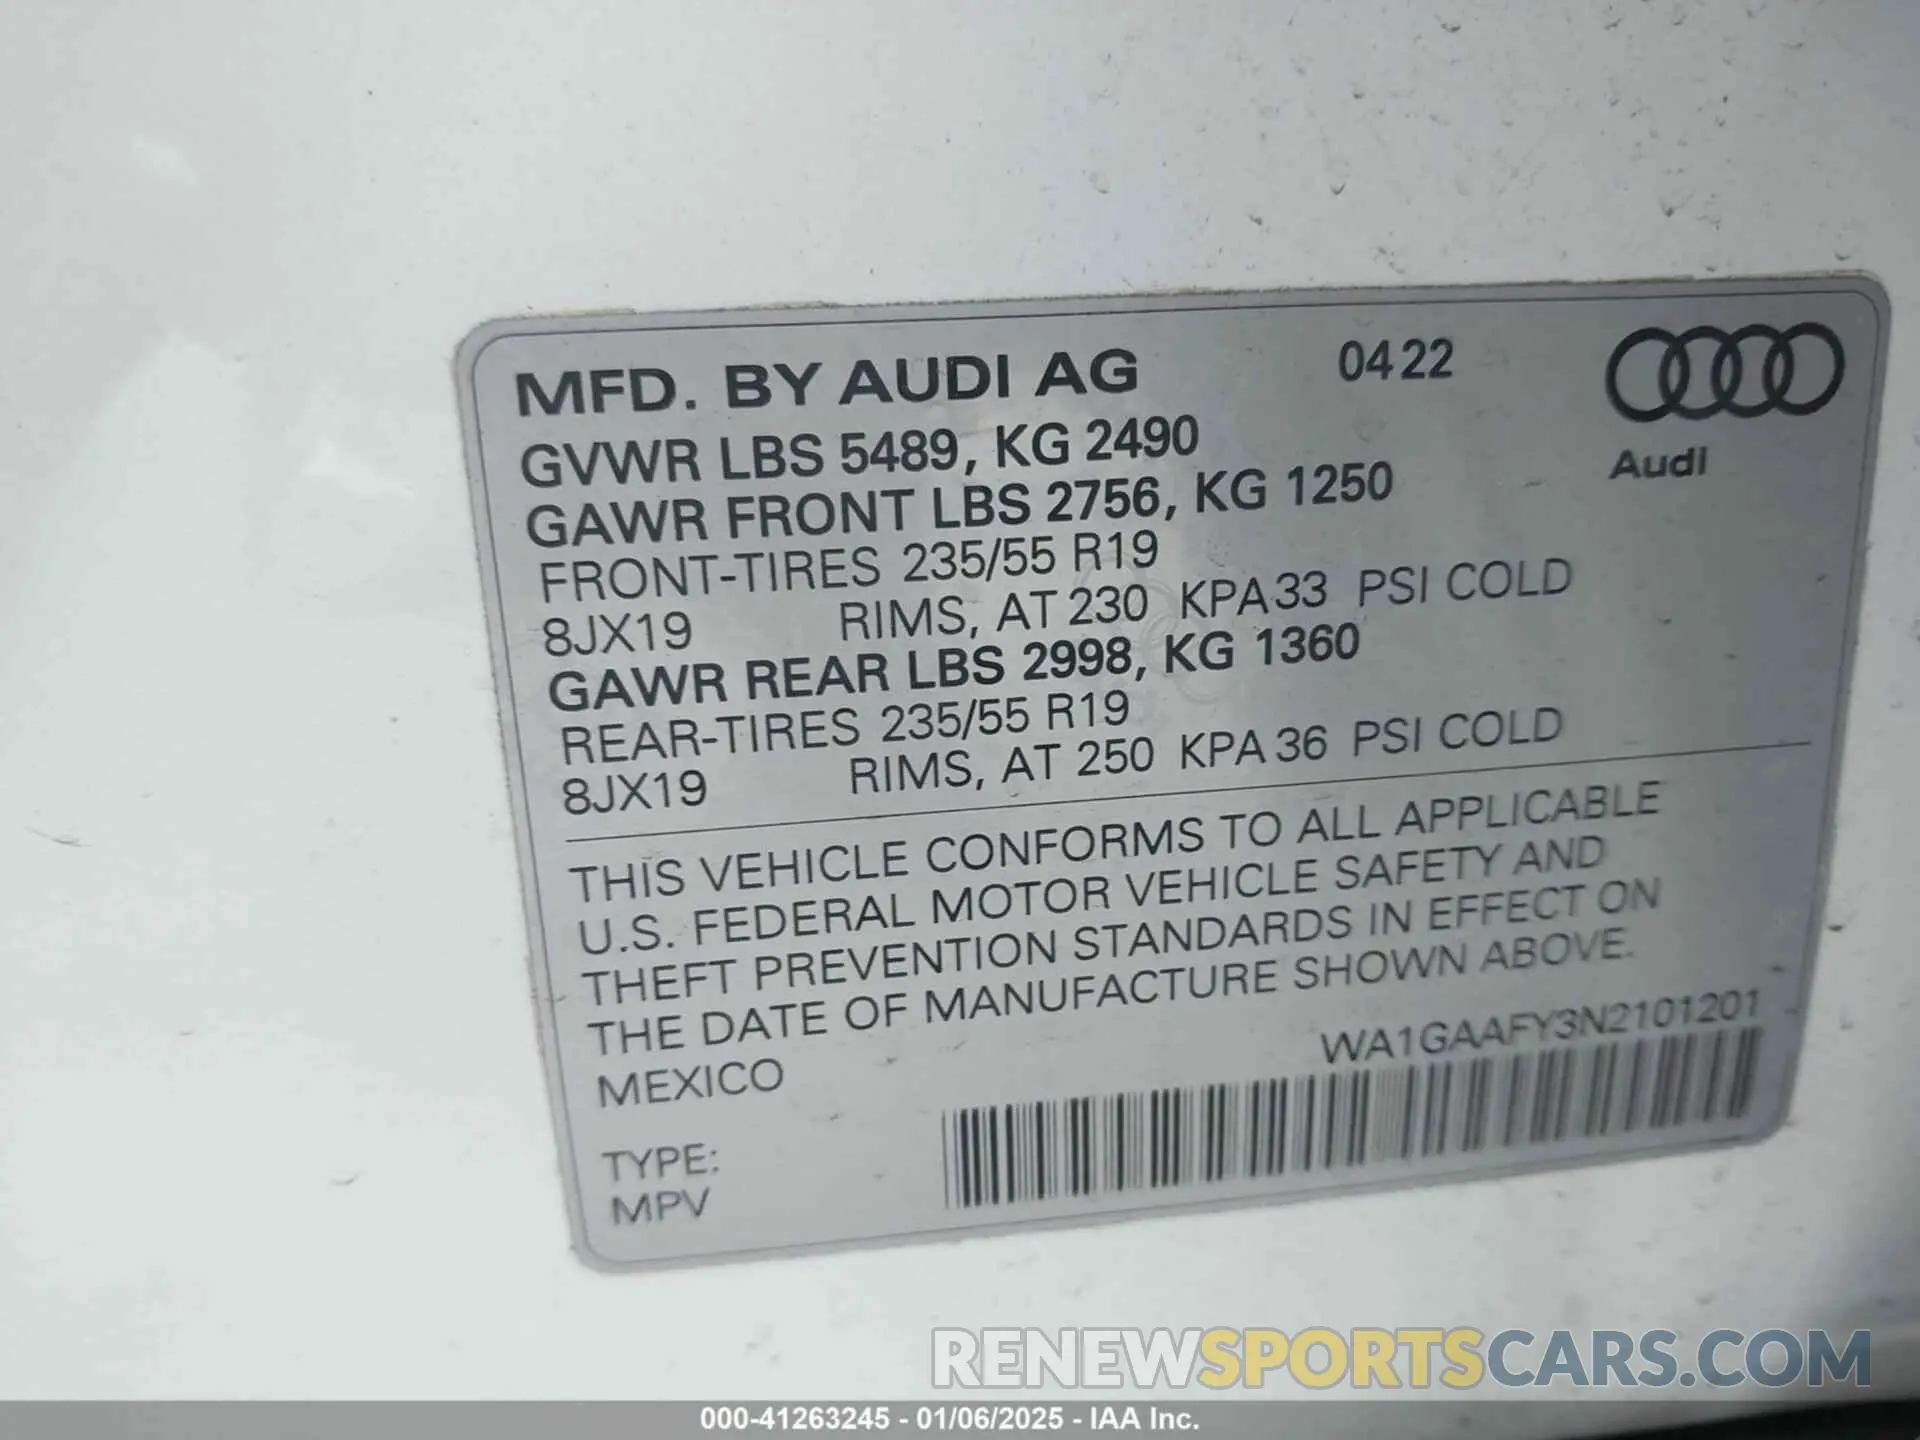 MFD. BY AUDI AG 0422
Audi
GVWR LBS 5489, KG 2490
GAWR FRONT LBS 2756, KG 1250
FRONT-TIRES 235/55 R19
8JX19 RIMS, AT 230 KPA 33 PSI COLD
GAWR REAR LBS 2998, KG 1360
REAR-TIRES 235/55 R19
8JX19 RIMS, AT 250 KPA 36 PSI COLD
THIS VEHICLE CONFORMS TO ALL APPLICABLE
U.S. FEDERAL MOTOR VEHICLE SAFETY AND
THEFT PREVENTION STANDARDS IN EFFECT ON
THE DATE OF MANUFACTURE SHOWN ABOVE.
MEXICO WA1GAAFY3N2101201
TYPE:
MPV
RENEWSPORTSCARS.COM
000-41263245 - 01/06/2025 - IAA Inc.